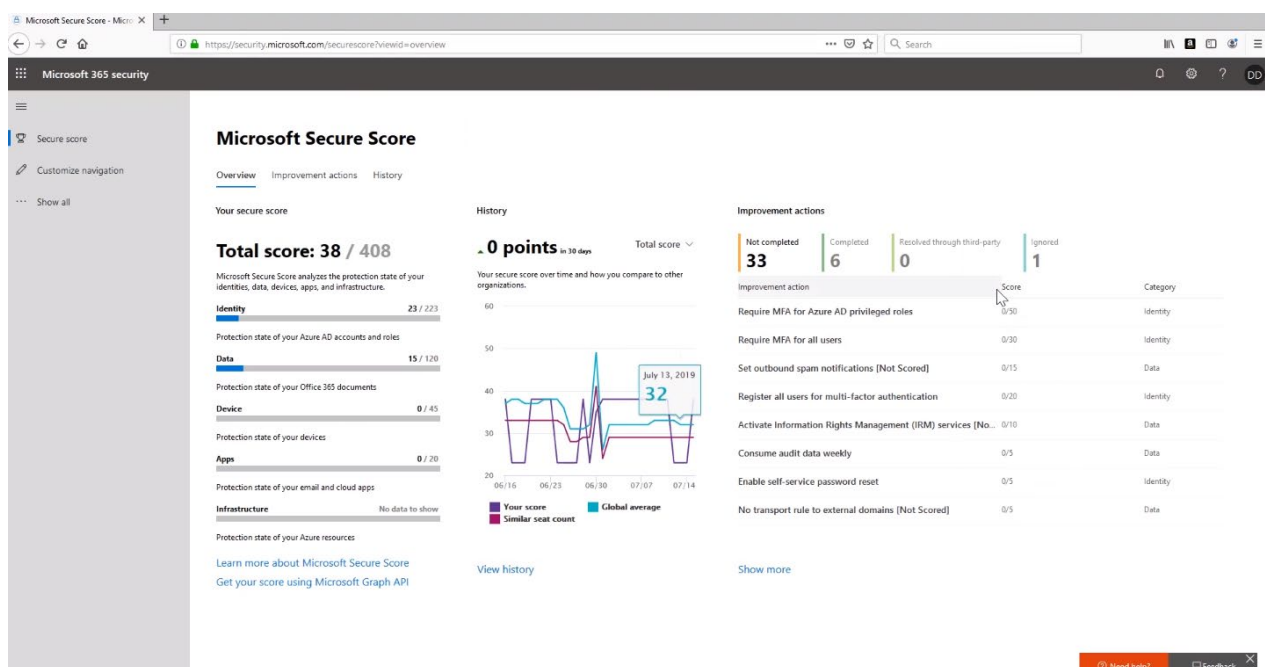 Microsoft Secure Score - Micro
https://security.microsoft.com/securescore?viewid=overview
Search
Microsoft 365 security
DD
Secure score
Customize navigation
Show all
Microsoft Secure Score
Overview Improvement actions History
Your secure score
Total score: 38 / 408
Microsoft Secure Score analyzes the protection state of your
identities, data, devices, apps, and infrastructure.
Identity 23 / 223
Protection state of your Azure AD accounts and roles
Data 15 / 120
Protection state of your Office 365 documents
Device 0 / 45
Protection state of your devices
Apps 0 / 20
Protection state of your email and cloud apps
Infrastructure No data to show
Protection state of your Azure resources
Learn more about Microsoft Secure Score
Get your score using Microsoft Graph API
History
0 points in 30 days Total score
Your secure score over time and how you compare to other
organizations.
60
50
40
30
20
July 13, 2019
32
06/16 06/23 06/30 07/07 07/14
Your score Global average
Similar seat count
View history
Improvement actions
Not completed Completed Resolved through third-party Ignored
33 6 0 1
Improvement action Score Category
Require MFA for Azure AD privileged roles 0/50 Identity
Require MFA for all users 0/30 Identity
Set outbound spam notifications [Not Scored] 0/15 Data
Register all users for multi-factor authentication 0/20 Identity
Activate Information Rights Management (IRM) services [No... 0/10 Data
Consume audit data weekly 0/5 Data
Enable self-service password reset 0/5 Identity
No transport rule to external domains [Not Scored] 0/5 Data
Show more
Need help? Feedback